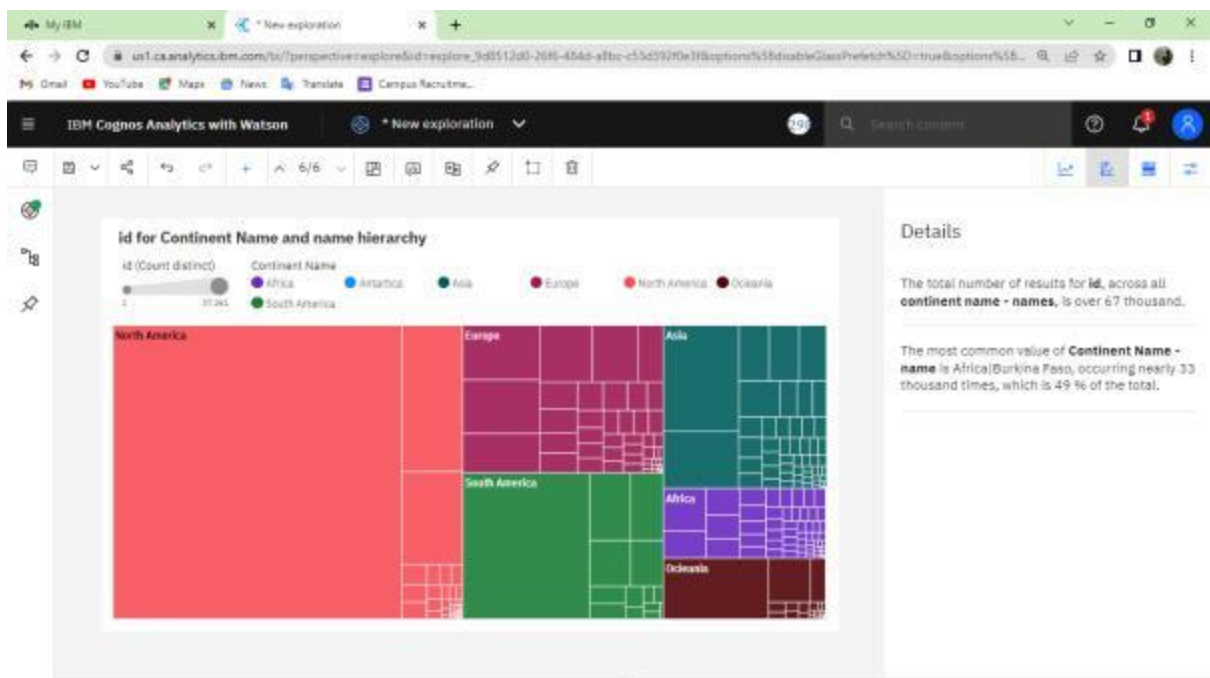 My IBM
* New exploration
Gmail YouTube Maps News Translate Campus Recruitme...
IBM Cognos Analytics with Watson
* New exploration
Search content
6/6
id for Continent Name and name hierarchy
id (Count distinct)
Continent Name
Africa Antartica Asia Europe North America Oceania
South America
North America
Europe
Asia
South America
Africa
Oceania
Details
The total number of results for id, across all
continent name - names, is over 67 thousand.
The most common value of Continent Name -
name is Africa|Burkina Faso, occurring nearly 33
thousand times, which is 49 % of the total.